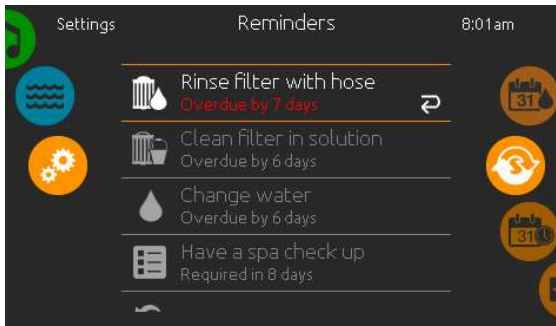 Settings
Reminders
8:01am
Rinse filter with hose
Overdue by 7 days
31
Clean filter in solution
Overdue by 6 days
Change water
Overdue by 6 days
31
Have a spa check up
Required in 8 days